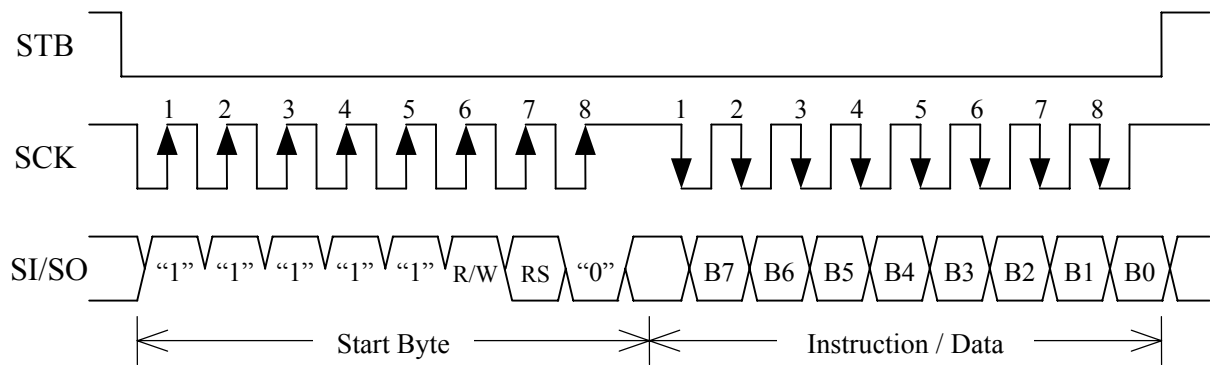 STB
1 2 3 4 5 6 7 8 1 2 3 4 5 6 7 8
SCK
SI/SO “1” “1” “1” “1” “1” R/W RS “0” B7 B6 B5 B4 B3 B2 B1 B0
Start Byte Instruction / Data